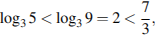 log₃ 5 < log₃ 9 = 2 < 7/3,